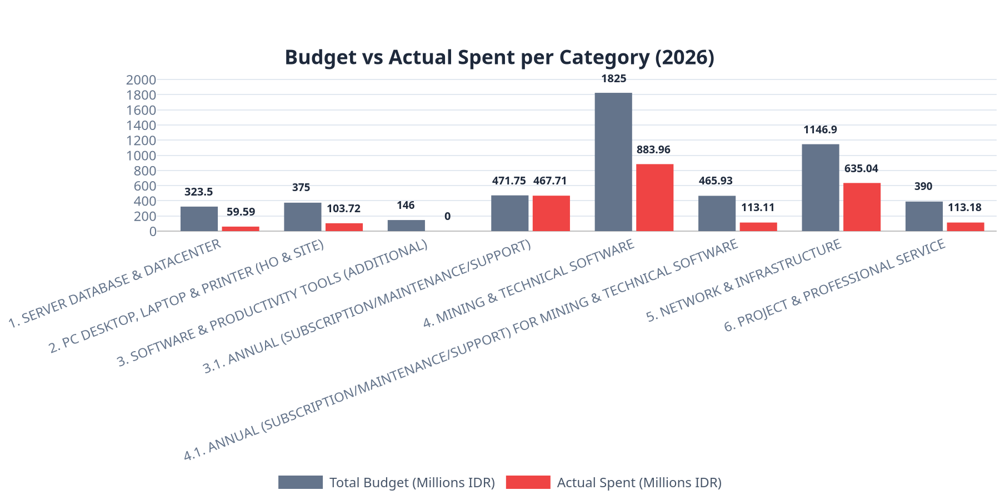 Budget vs Actual Spent per Category (2026)
2000
1800
1600
1400
1200
1000
800
600
400
200
0
323.5
59.59
375
103.72
146
0
471.75
467.71
1825
883.96
465.93
113.11
1146.9
635.04
390
113.18
1. SERVER DATABASE & DATACENTER
2. PC DESKTOP, LAPTOP & PRINTER (HO & SITE)
3. SOFTWARE & PRODUCTIVITY TOOLS (ADDITIONAL)
3.1. ANNUAL (SUBSCRIPTION/MAINTENANCE/SUPPORT)
4. MINING & TECHNICAL SOFTWARE
4.1. ANNUAL (SUBSCRIPTION/MAINTENANCE/SUPPORT) FOR MINING & TECHNICAL SOFTWARE
5. NETWORK & INFRASTRUCTURE
6. PROJECT & PROFESSIONAL SERVICE
Total Budget (Millions IDR)
Actual Spent (Millions IDR)